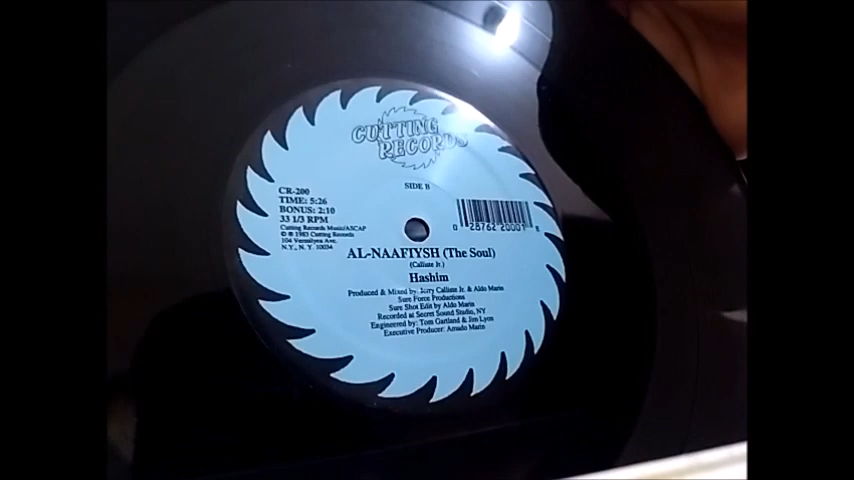 CUTTING
RECORDS
SIDE B
CR-200
TIME: 5:26
BONUS: 2:10
33 1/3 RPM
Cutting Records Music/ASCAP
© ℗ 1983 Cutting Records
104 Vermilyea Ave.
N.Y., N.Y. 10034
0 28762 20001
AL-NAAFIYSH (The Soul)
(Calliste Jr.)
Hashim
Produced & Mixed by: Jerry Calliste Jr. & Aldo Marin
Sure Force Productions
Sure Shot Edit by Aldo Marin
Recorded at Secret Sound Studio, NY
Engineered by: Tom Gartland & Jim Lyon
Executive Producer: Amado Marin